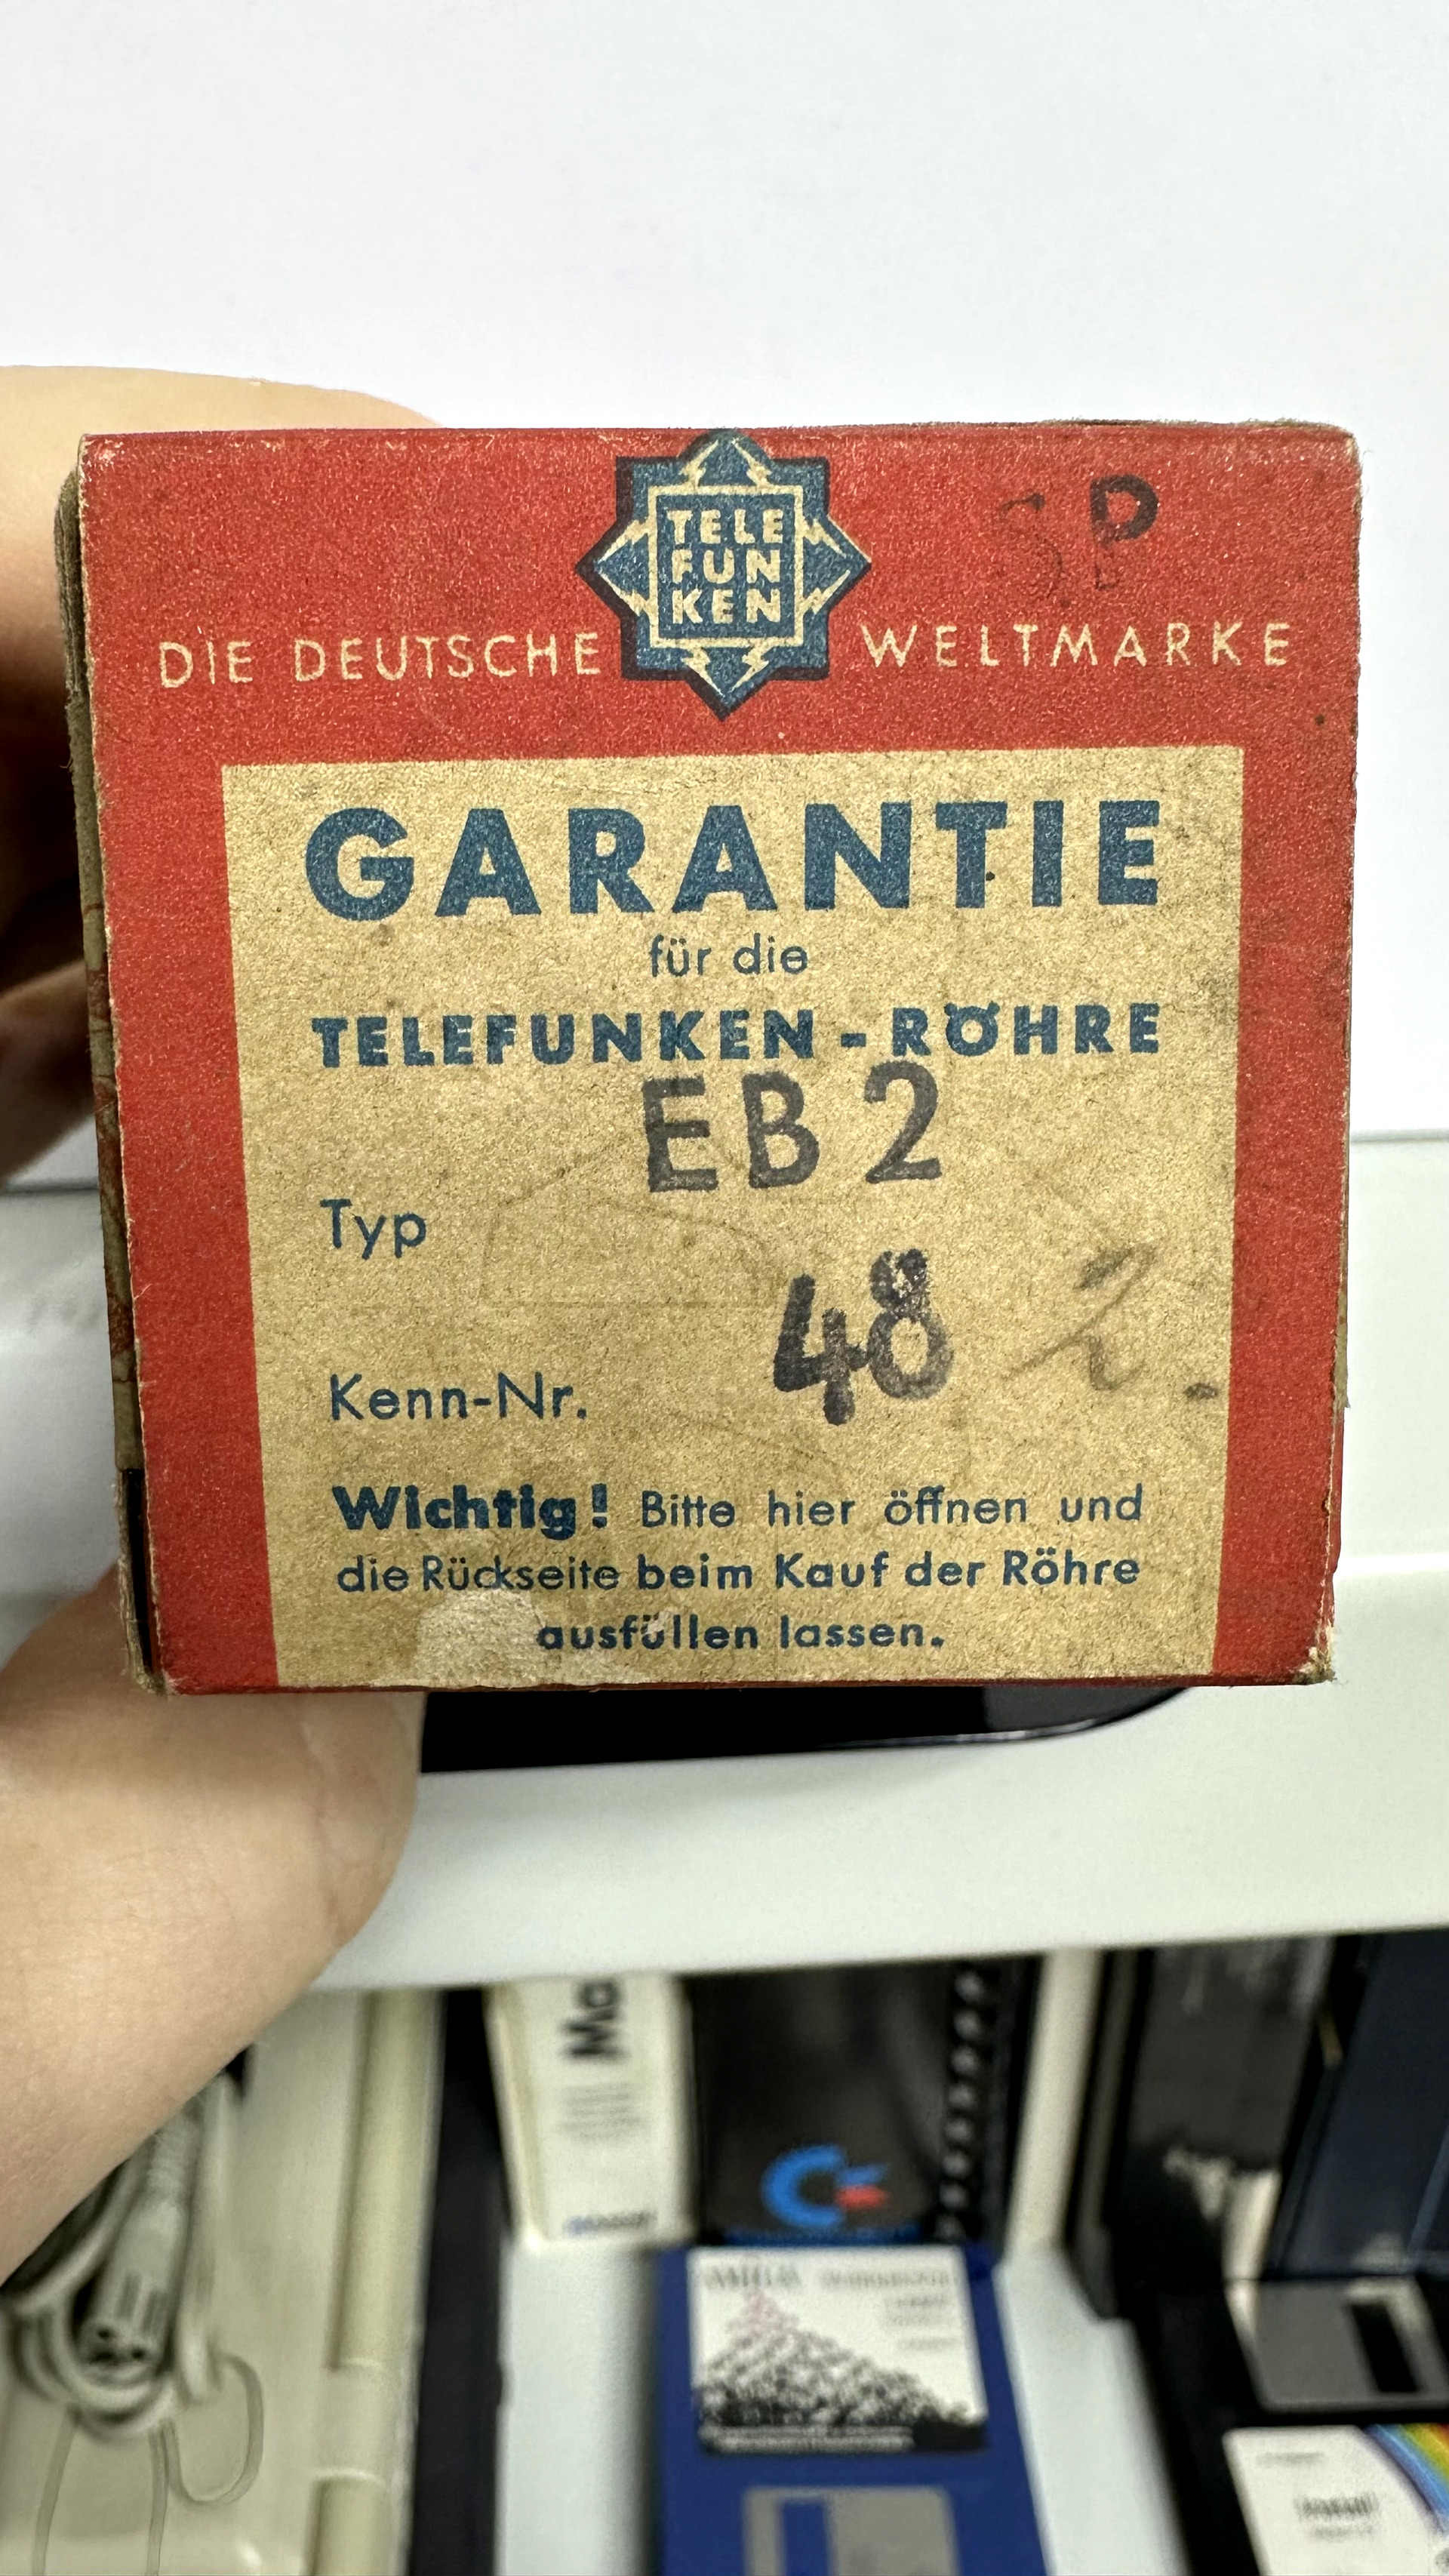 TELE
FUN
KEN
S.P
DIE DEUTSCHE WELTMARKE
GARANTIE
für die
TELEFUNKEN-RÖHRE
EB2
Typ
48
Kenn-Nr.
Wichtig! Bitte hier öffnen und
die Rückseite beim Kauf der Röhre
ausfüllen lassen.